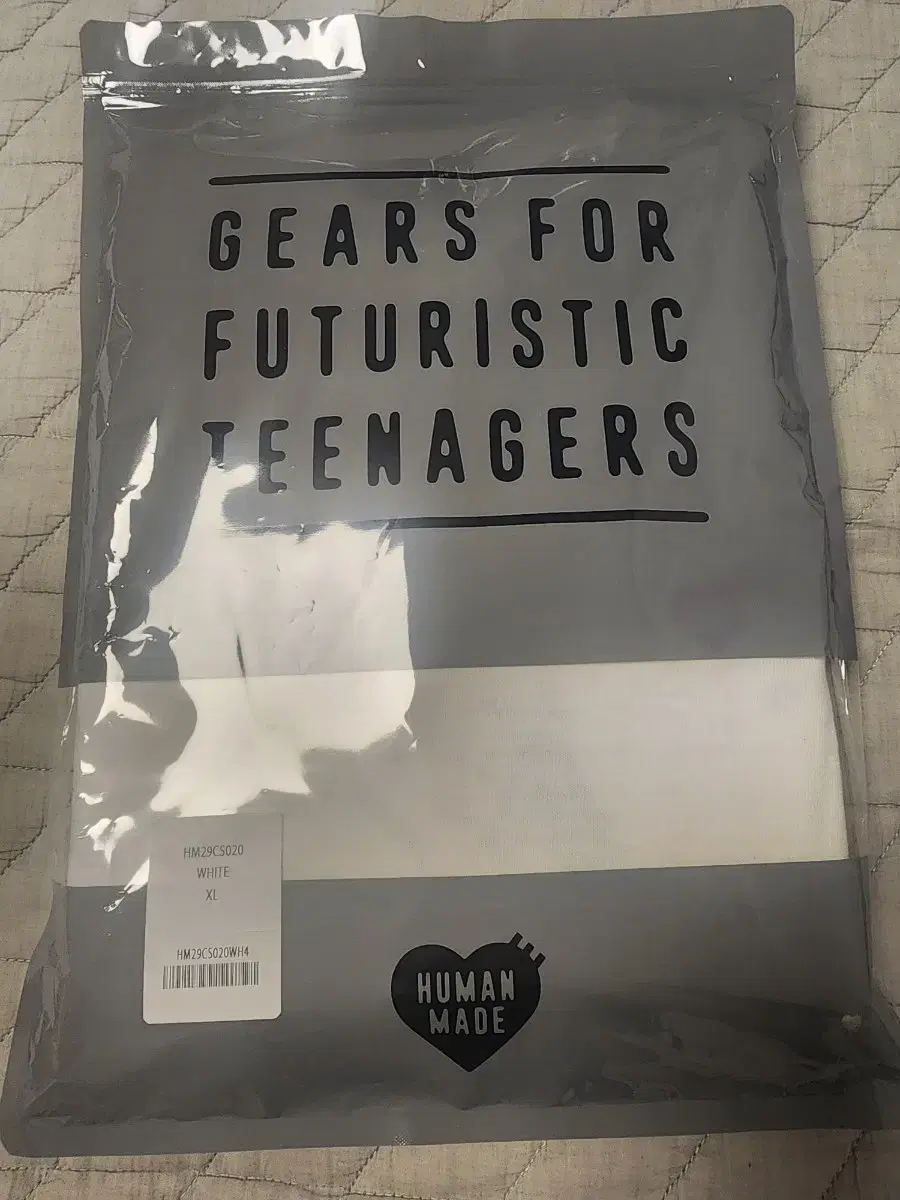 GEARS FOR
FUTURISTIC
TEENAGERS
HM29CS020
WHITE
XL
HM29CS020WH4
HUMAN
MADE